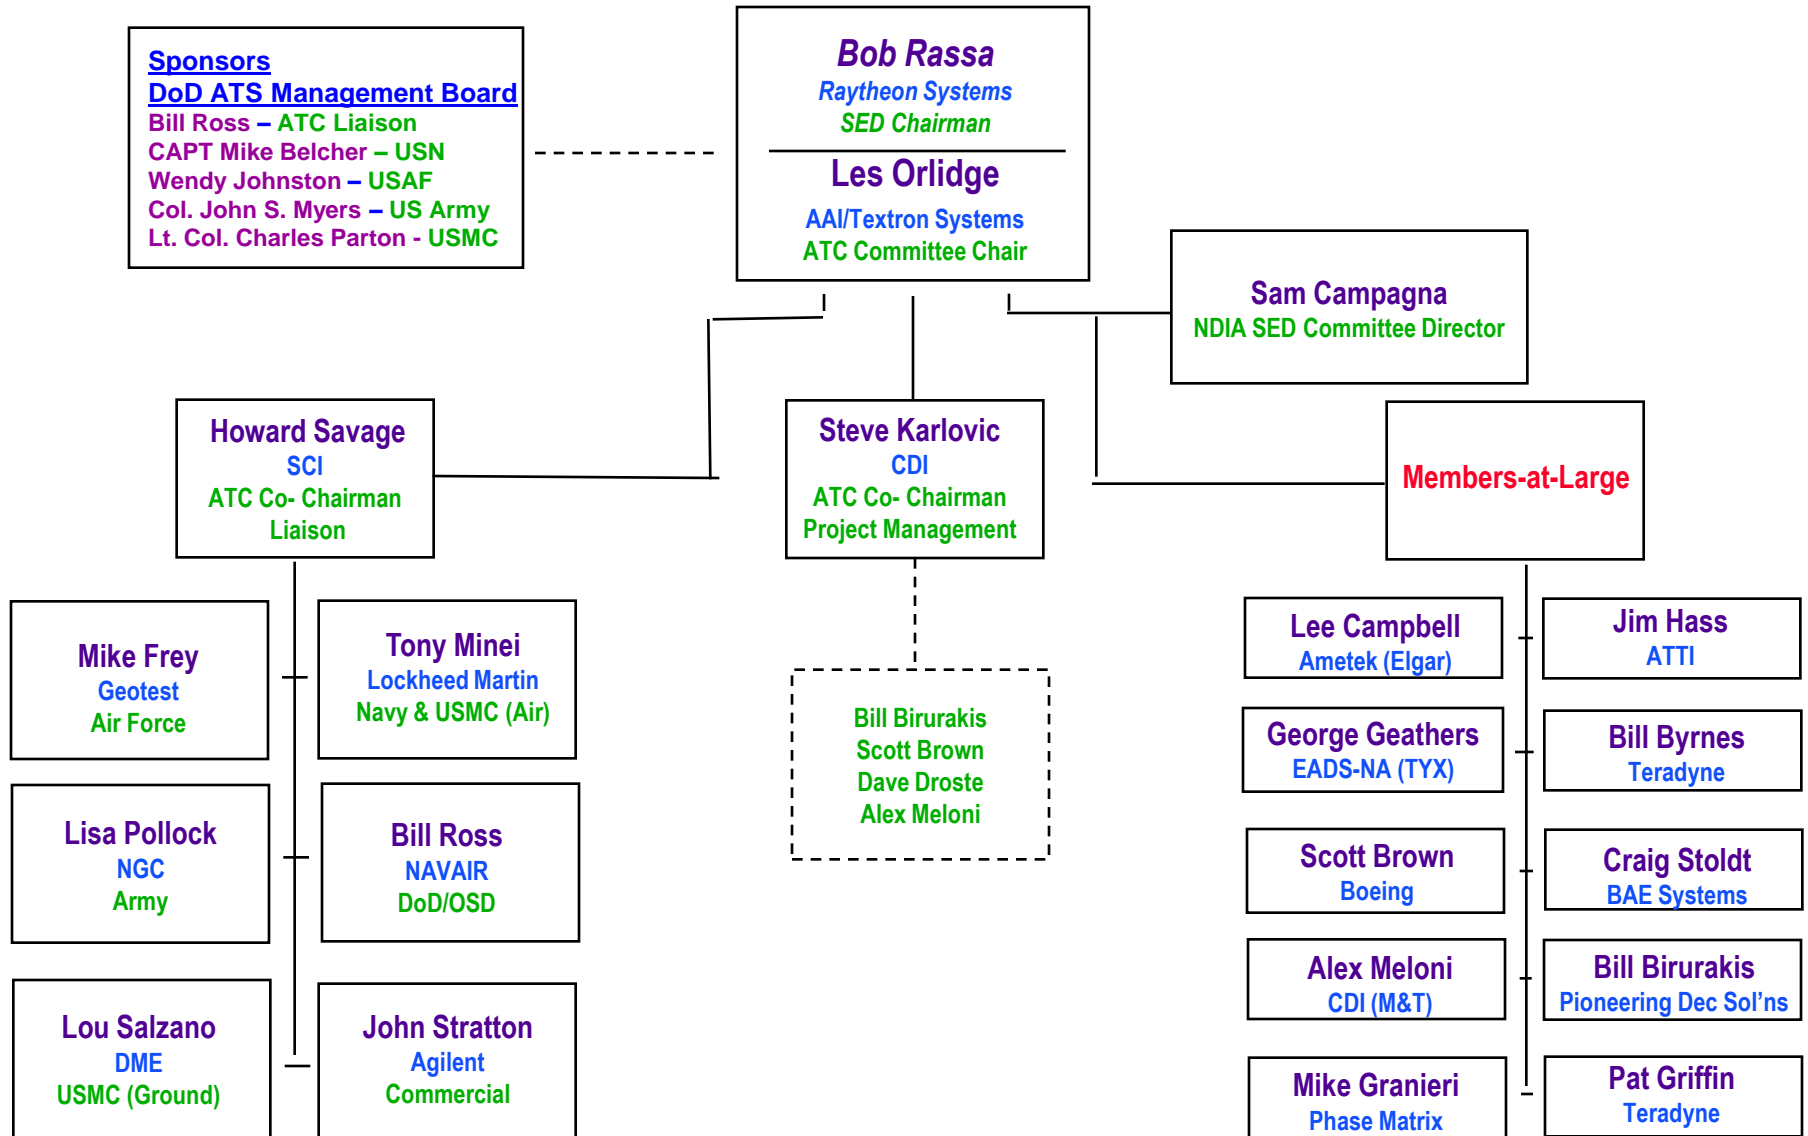 Sponsors
DoD ATS Management Board
Bill Ross – ATC Liaison
CAPT Mike Belcher – USN
Wendy Johnston – USAF
Col. John S. Myers – US Army
Lt. Col. Charles Parton - USMC
Bob Rassa
Raytheon Systems
SED Chairman
Les Orlidge
AAI/Textron Systems
ATC Committee Chair
Sam Campagna
NDIA SED Committee Director
Howard Savage
SCI
ATC Co- Chairman
Liaison
Steve Karlovic
CDI
ATC Co- Chairman
Project Management
Members-at-Large
Mike Frey
Geotest
Air Force
Tony Minei
Lockheed Martin
Navy & USMC (Air)
Lisa Pollock
NGC
Army
Bill Ross
NAVAIR
DoD/OSD
Lou Salzano
DME
USMC (Ground)
John Stratton
Agilent
Commercial
Bill Birurakis
Scott Brown
Dave Droste
Alex Meloni
Lee Campbell
Ametek (Elgar)
Jim Hass
ATTI
George Geathers
EADS-NA (TYX)
Bill Byrnes
Teradyne
Scott Brown
Boeing
Craig Stoldt
BAE Systems
Alex Meloni
CDI (M&T)
Bill Birurakis
Pioneering Dec Sol’ns
Mike Granieri
Phase Matrix
Pat Griffin
Teradyne